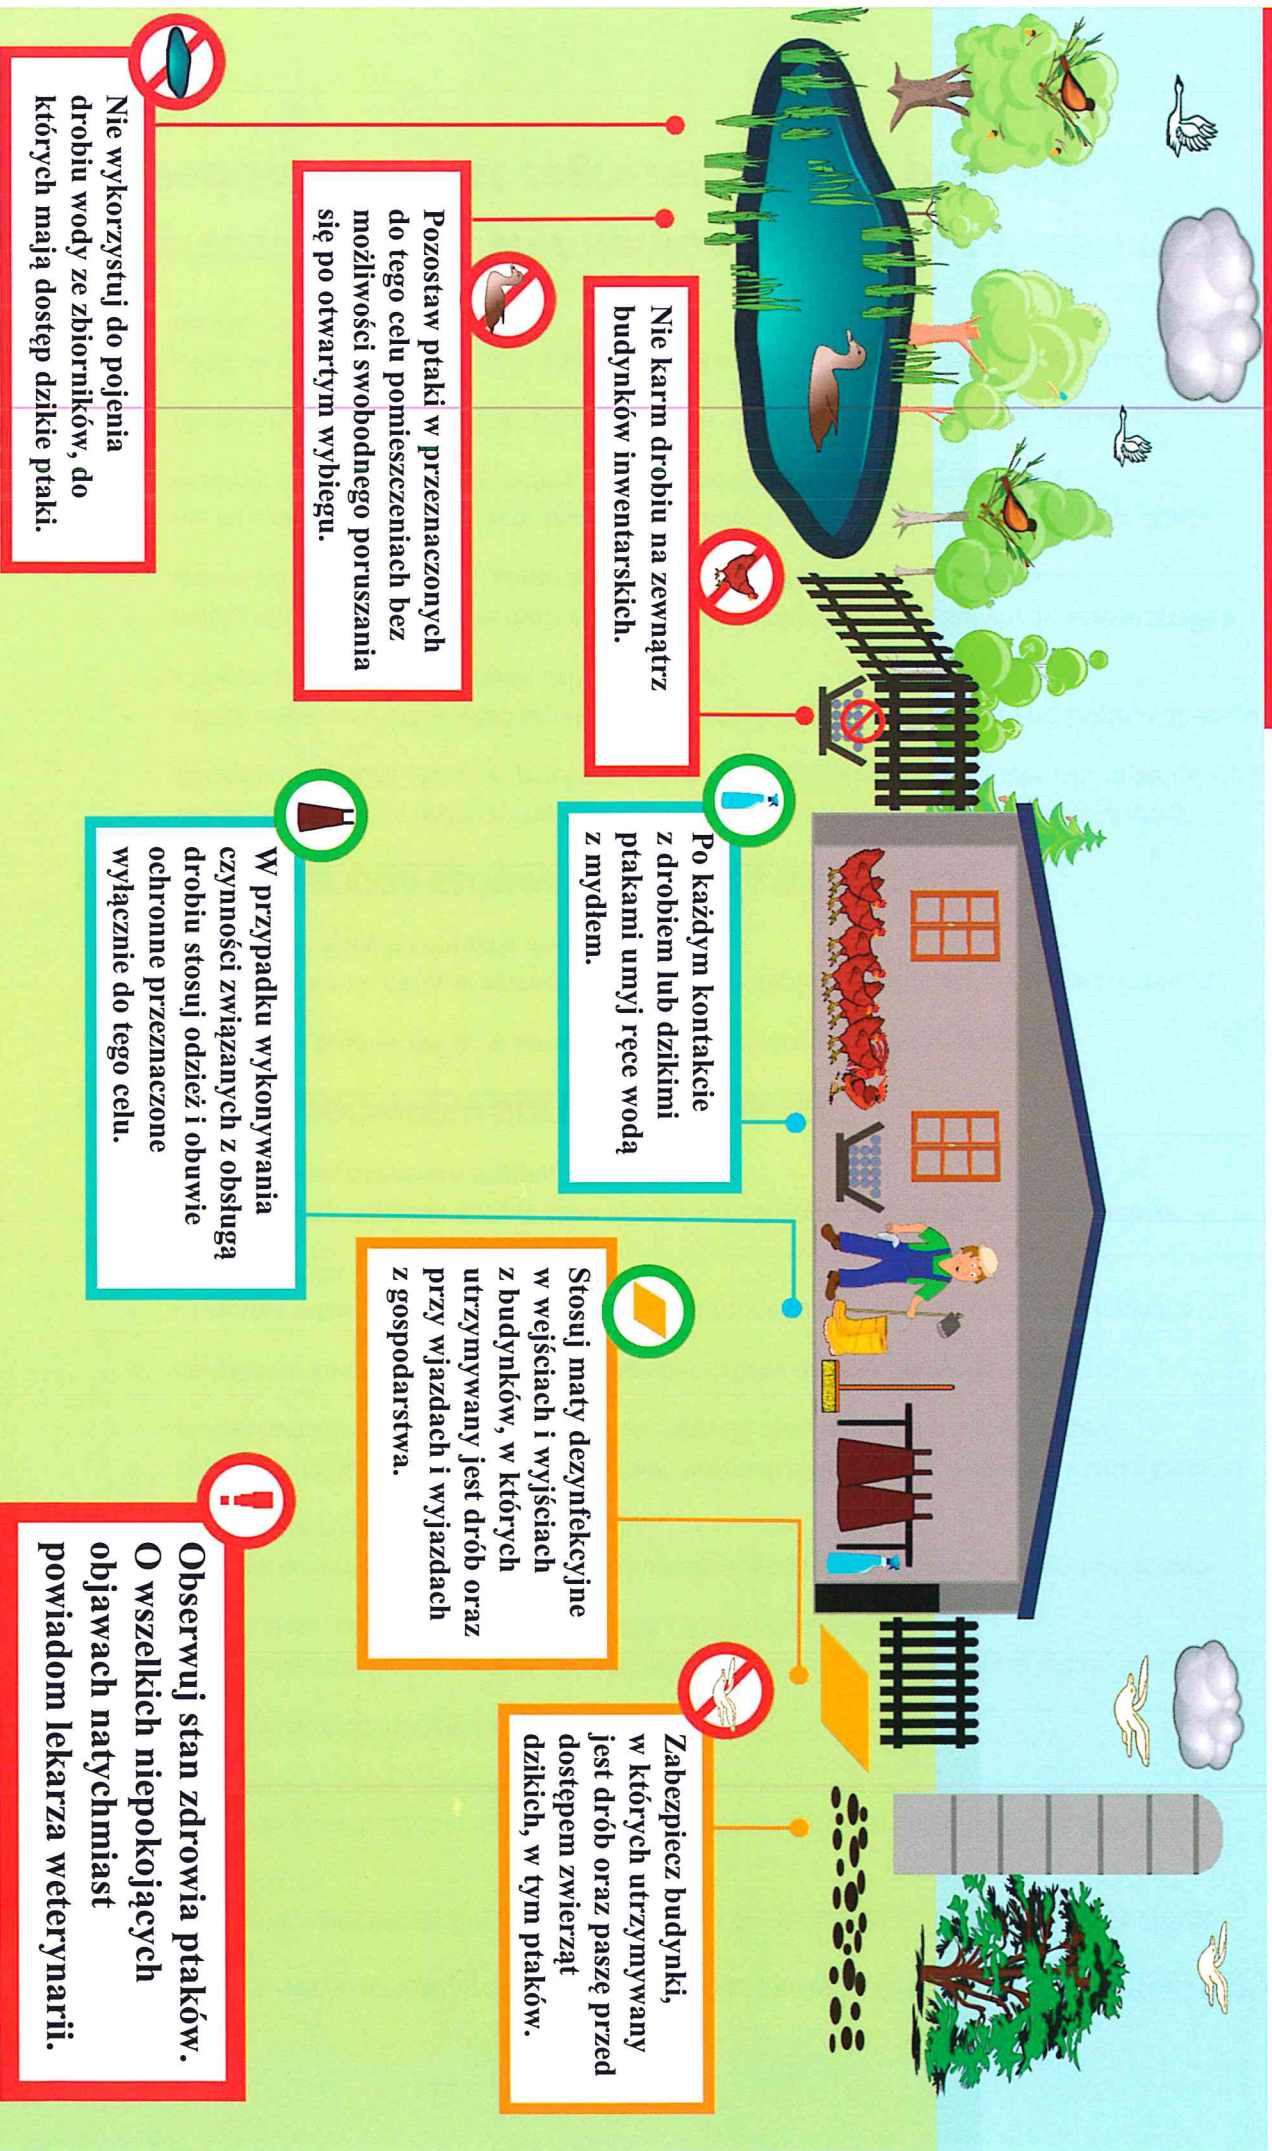 Nie wykorzystuj do pojenia
drobiu wody ze zbiorników, do
których mają dostęp dzikie ptaki.
Pozostaw ptaki w przeznaczonych
do tego celu pomieszczeniach bez
możliwości swobodnego poruszania
się po otwartym wybiegu.
Nie karm drobiu na zewnątrz
budynków inwentarskich.
Po każdym kontakcie
z drobiem lub dzikimi
ptakami umyj ręce wodą
z mydłem.
W przypadku wykonywania
czynności związanych z obsługą
drobiu stosuj odzież i obuwie
ochronne przeznaczone
wyłącznie do tego celu.
Stosuj maty dezynfekcyjne
w wejściach i wyjściach
z budynków, w których
utrzymywany jest drób oraz
przy wjazdach i wyjazdach
z gospodarstwa.
Zabezpiecz budynki,
w których utrzymywany
jest drób oraz paszę przed
dostępem zwierząt
dzikich, w tym ptaków.
Obserwuj stan zdrowia ptaków.
O wszelkich niepokojących
objawach natychmiast
powiadom lekarza weterynarii.